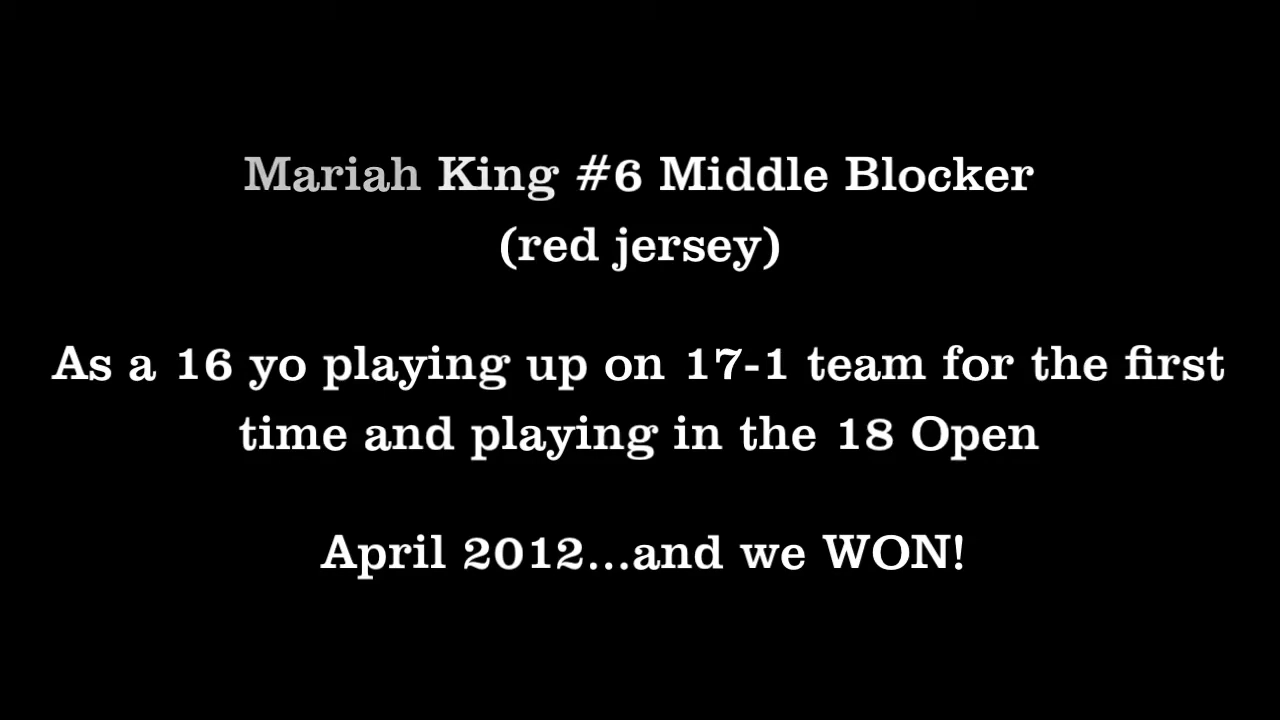 Mariah King #6 Middle Blocker
(red jersey)
As a 16 yo playing up on 17-1 team for the first
time and playing in the 18 Open
April 2012...and we WON!